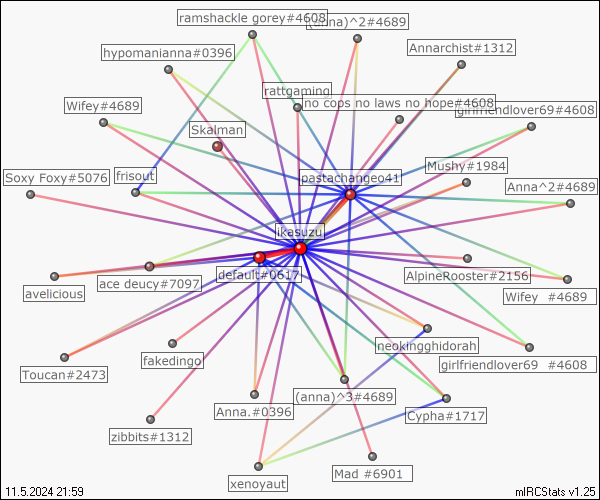 ramshackle gorey#4608
(anna)^2#4689
Annarchist#1312
hypomanianna#0396
rattgaming
no cops no laws no hope#4608
girlfriendlover69#4608
Wifey#4689
Skalman
Mushy#1984
Soxy Foxy#5076
frisout
pastachangeo41
Anna^2#4689
ikasuzu
default#0617
AlpineRooster#2156
avelicious
ace deucy#7097
Wifey #4689
neokingghidorah
girlfriendlover69 #4608
fakedingo
Toucan#2473
(anna)^3#4689
Anna.#0396
Cypha#1717
zibbits#1312
xenoyaut
Mad #6901
11.5.2024 21:59
mIRCStats v1.25